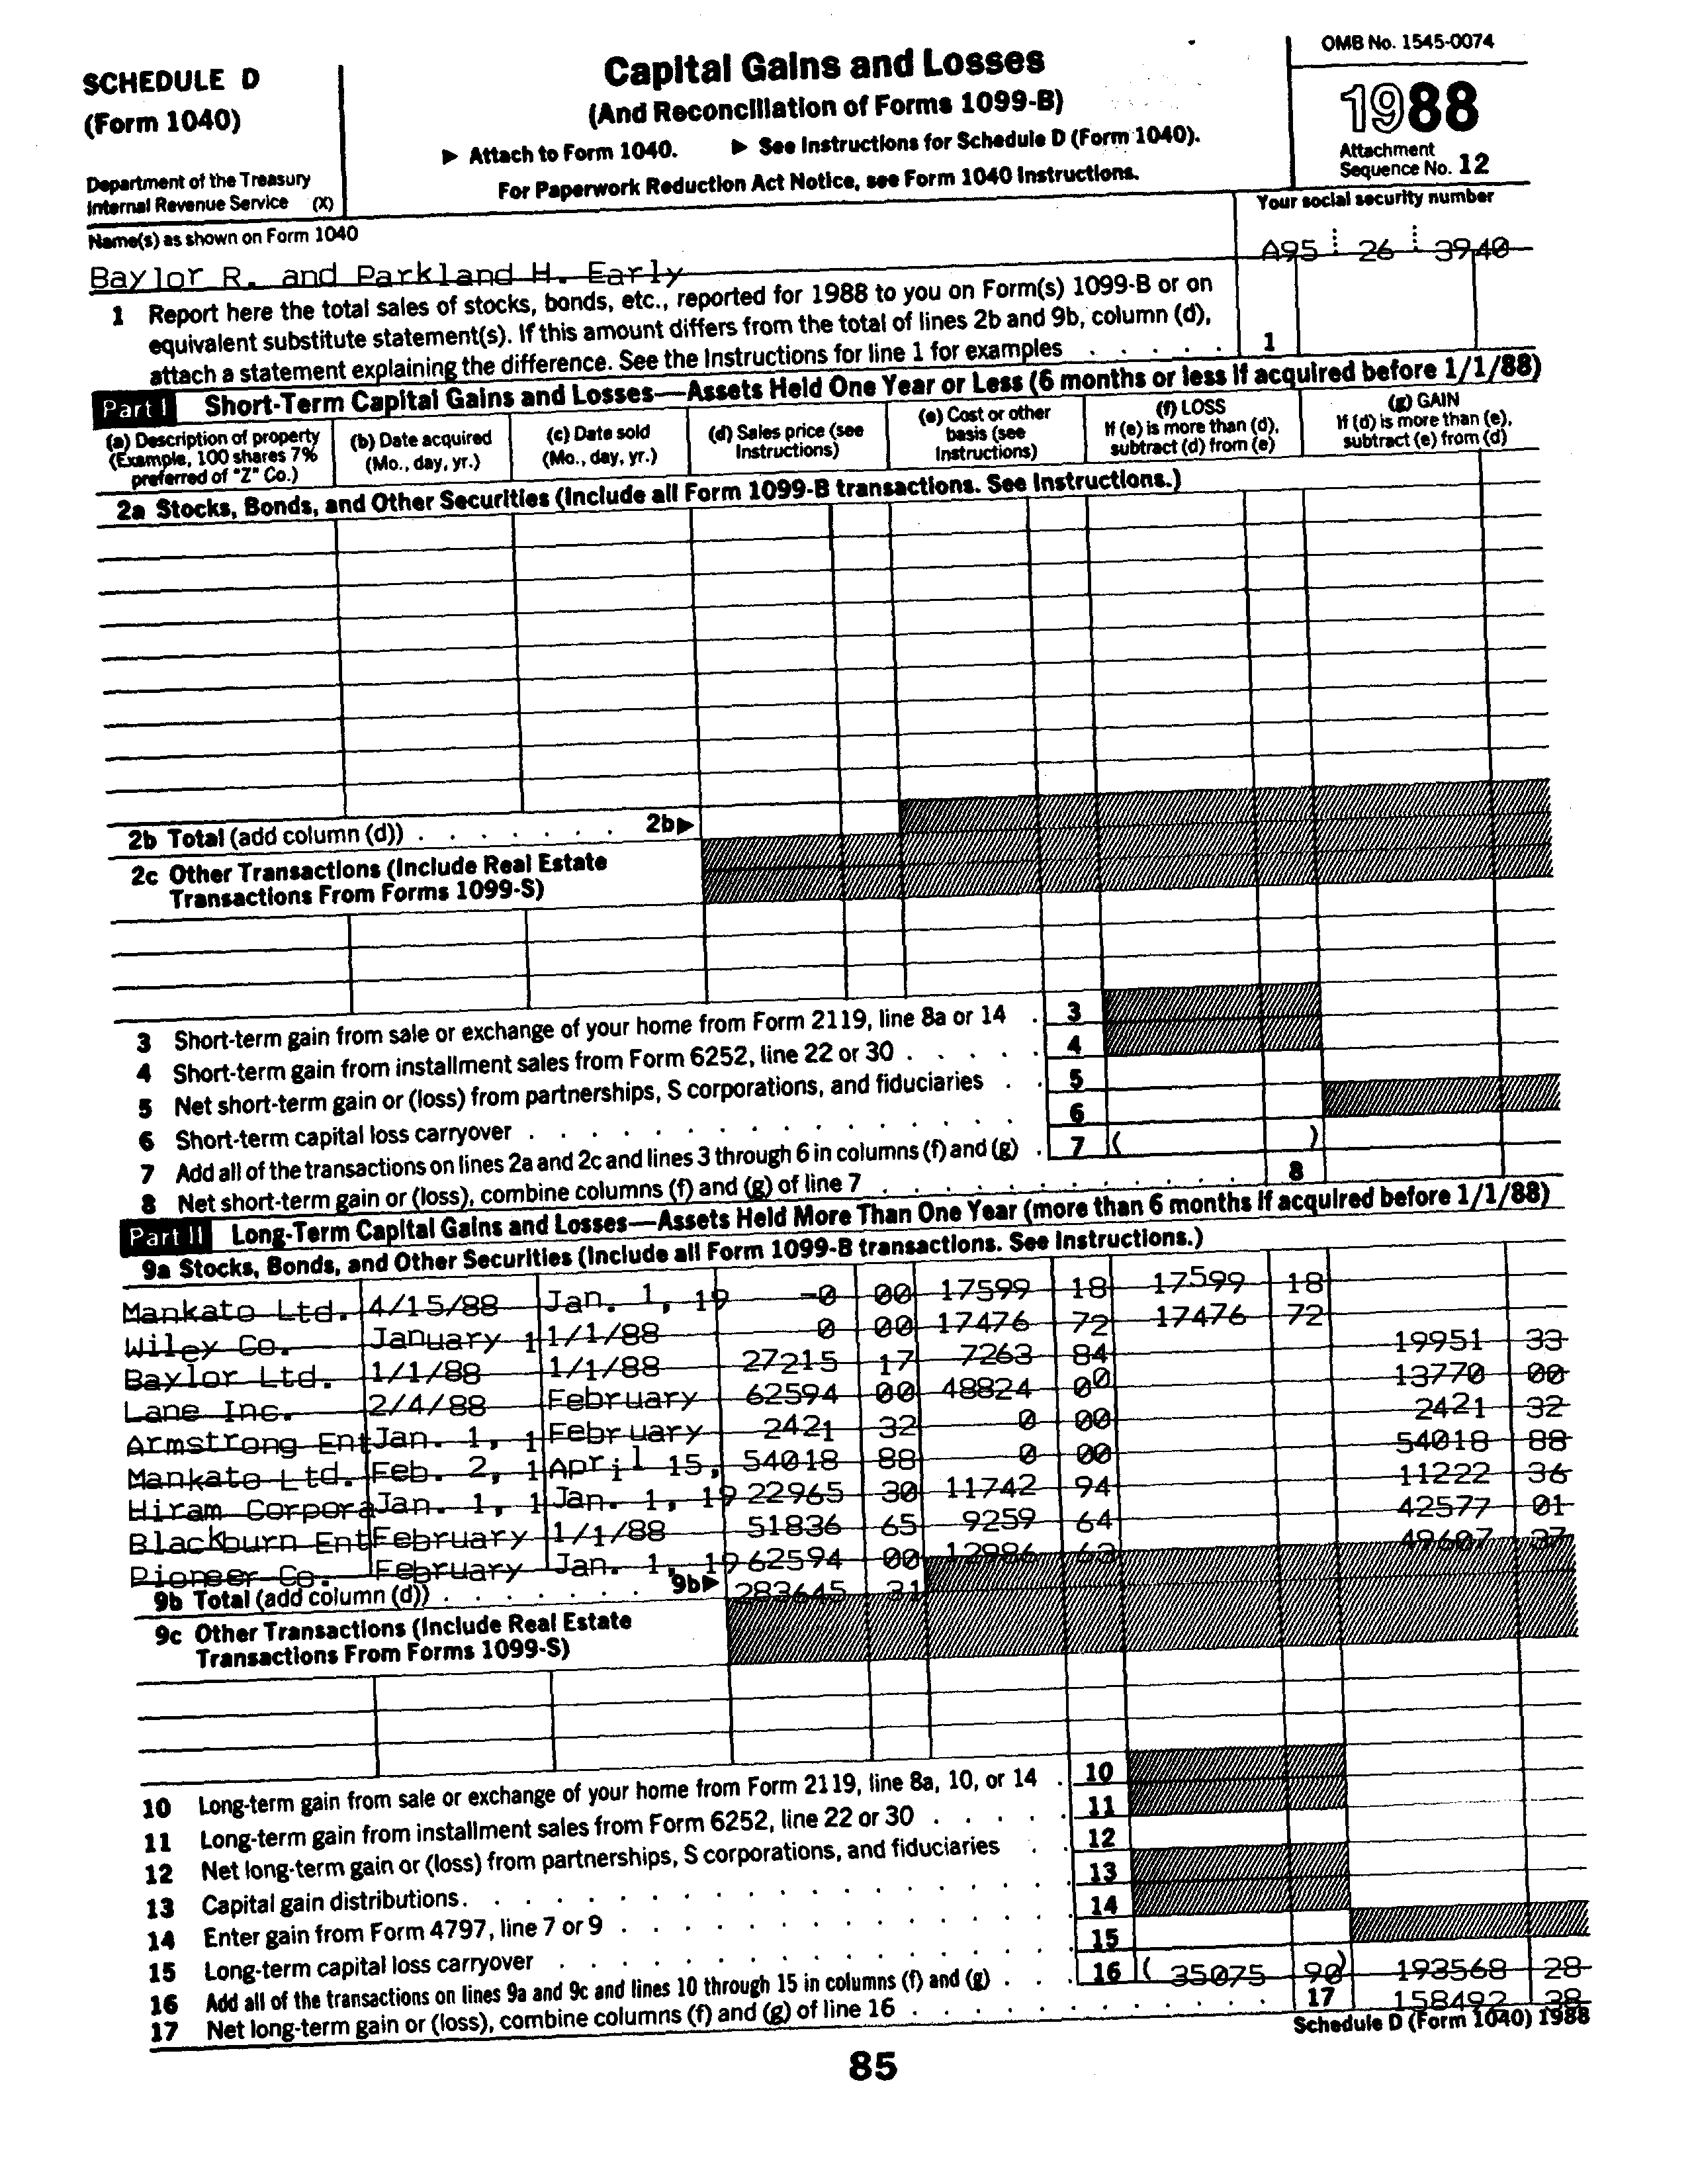 SCHEDULE D
(Form 1040)
Department of the Treasury
Internal Revenue Service (X)
Capital Gains and Losses
(And Reconciliation of Forms 1099-B)
▶ Attach to Form 1040. ▶ See Instructions for Schedule D (Form 1040).
For Paperwork Reduction Act Notice, see Form 1040 Instructions.
OMB No. 1545-0074
1988
Attachment
Sequence No. 12
Name(s) as shown on Form 1040
Your social security number
Baylor R. and Parkland H. Early
A95 26 3940
1 Report here the total sales of stocks, bonds, etc., reported for 1988 to you on Form(s) 1099-B or on
equivalent substitute statement(s). If this amount differs from the total of lines 2b and 9b, column (d),
attach a statement explaining the difference. See the Instructions for line 1 for examples . . . . . 1
Part I Short-Term Capital Gains and Losses—Assets Held One Year or Less (6 months or less if acquired before 1/1/88)
(a) Description of property
(Example, 100 shares 7%
preferred of "Z" Co.)
(b) Date acquired
(Mo., day, yr.)
(c) Date sold
(Mo., day, yr.)
(d) Sales price (see
Instructions)
(e) Cost or other
basis (see
Instructions)
(f) LOSS
If (e) is more than (d),
subtract (d) from (e)
(g) GAIN
If (d) is more than (e),
subtract (e) from (d)
2a Stocks, Bonds, and Other Securities (Include all Form 1099-B transactions. See Instructions.)
2b Total (add column (d)) . . . . . . . 2b▶
2c Other Transactions (Include Real Estate
Transactions From Forms 1099-S)
3 Short-term gain from sale or exchange of your home from Form 2119, line 8a or 14 . 3
4 Short-term gain from installment sales from Form 6252, line 22 or 30 . . . . . 4
5 Net short-term gain or (loss) from partnerships, S corporations, and fiduciaries . . 5
6 Short-term capital loss carryover . . . . . . . . . . . . . . . . 6
7 Add all of the transactions on lines 2a and 2c and lines 3 through 6 in columns (f) and (g) . 7 ( )
8 Net short-term gain or (loss), combine columns (f) and (g) of line 7 . . . . . . . . . . . . 8
Part II Long-Term Capital Gains and Losses—Assets Held More Than One Year (more than 6 months if acquired before 1/1/88)
9a Stocks, Bonds, and Other Securities (Include all Form 1099-B transactions. See Instructions.)
Mankato Ltd. 4/15/88 Jan. 1, 19 -0 00 17599 18 17599 18
Wiley Co. January 1 1/1/88 0 00 17476 72 17476 72
Baylor Ltd. 1/1/88 1/1/88 27215 17 7263 84 19951 33
Lane Inc. 2/4/88 February 62594 00 48824 00 13770 00
Armstrong Ent Jan. 1, 1 February 2421 32 0 00 2421 32
Mankato Ltd. Feb. 2, 1 April 15, 54018 88 0 00 54018 88
Hiram Corpora Jan. 1, 1 Jan. 1, 19 22965 30 11742 94 11222 36
Blackburn Ent February 1/1/88 51836 65 9259 64 42577 01
Pioneer Co. February Jan. 1, 19 62594 00 12986 63 49607 37
9b Total (add column (d)) . . . . . . . 9b▶ 283645 31
9c Other Transactions (Include Real Estate
Transactions From Forms 1099-S)
10 Long-term gain from sale or exchange of your home from Form 2119, line 8a, 10, or 14 . 10
11 Long-term gain from installment sales from Form 6252, line 22 or 30 . . . . . 11
12 Net long-term gain or (loss) from partnerships, S corporations, and fiduciaries . . 12
13 Capital gain distributions . . . . . . . . . . . . . . . . . . 13
14 Enter gain from Form 4797, line 7 or 9 . . . . . . . . . . . . . 14
15 Long-term capital loss carryover . . . . . . . . . . . . . . . . 15
16 Add all of the transactions on lines 9a and 9c and lines 10 through 15 in columns (f) and (g) . . . 16 ( 35075 90) 193568 28
17 Net long-term gain or (loss), combine columns (f) and (g) of line 16 . . . . . . . . . . . . 17 158492 38
Schedule D (Form 1040) 1988
85